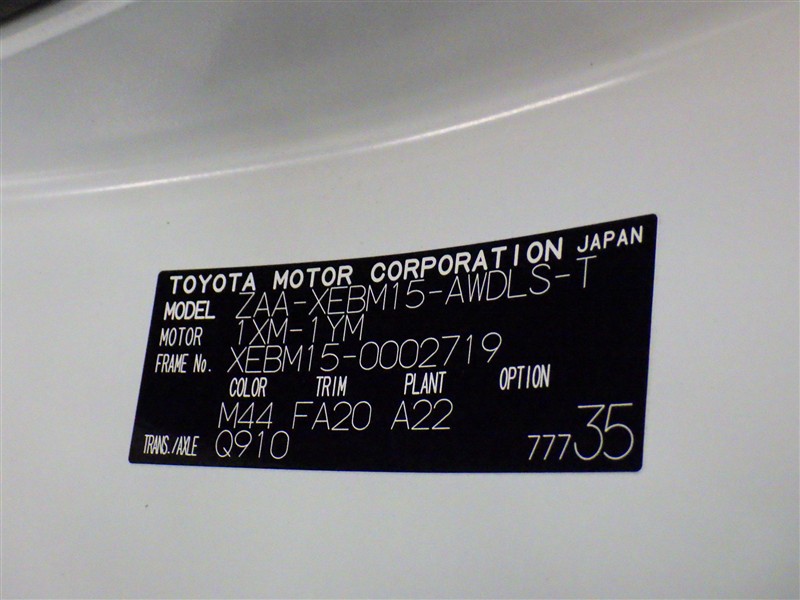 TOYOTA MOTOR CORPORATION JAPAN
MODEL ZAA-XEBM15-AWDLS-T
MOTOR 1XM-1YM
FRAME No. XEBM15-0002719
COLOR TRIM PLANT OPTION
M44 FA20 A22
TRANS./AXLE Q910 77735